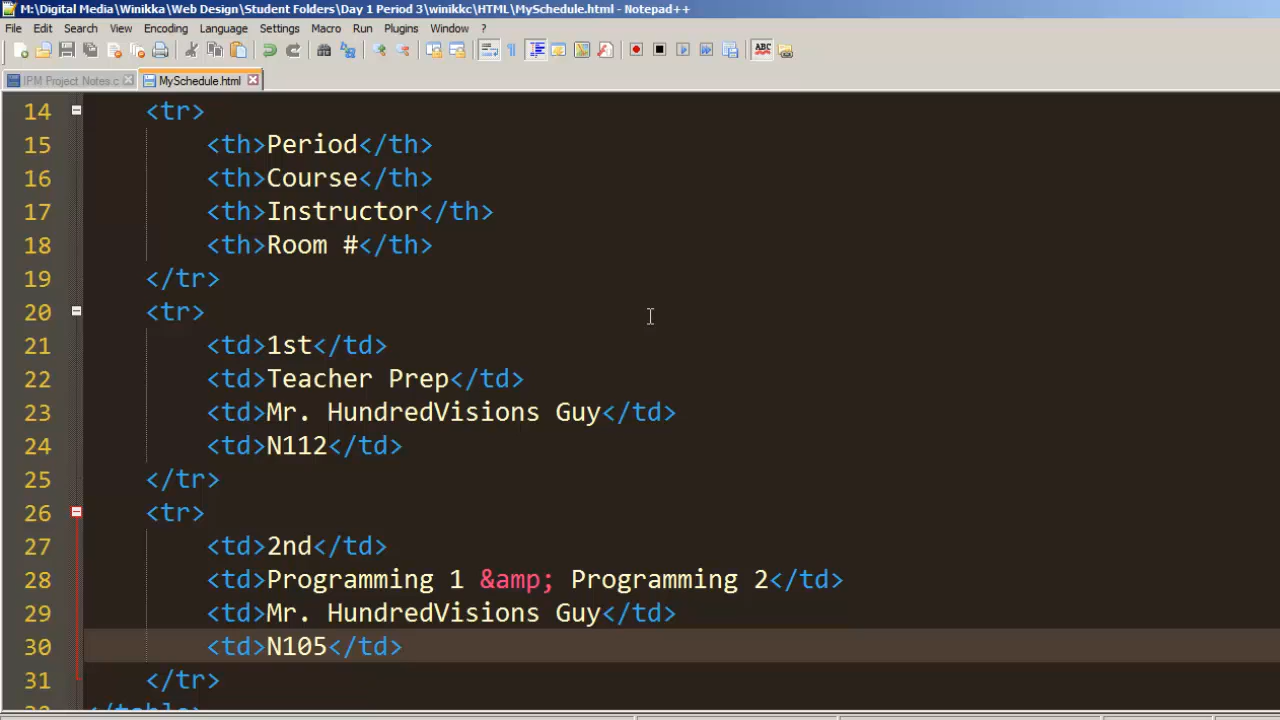 M:\Digital Media\Winikka\Web Design\Student Folders\Day 1 Period 3\winikkc\HTML\MySchedule.html - Notepad++
File Edit Search View Encoding Language Settings Macro Run Plugins Window ?
ABC
IPM Project Notes.c MySchedule.html
14 <tr>
15 <th>Period</th>
16 <th>Course</th>
17 <th>Instructor</th>
18 <th>Room #</th>
19 </tr>
20 <tr>
21 <td>1st</td>
22 <td>Teacher Prep</td>
23 <td>Mr. HundredVisions Guy</td>
24 <td>N112</td>
25 </tr>
26 <tr>
27 <td>2nd</td>
28 <td>Programming 1 &amp; Programming 2</td>
29 <td>Mr. HundredVisions Guy</td>
30 <td>N105</td>
31 </tr>
</table>